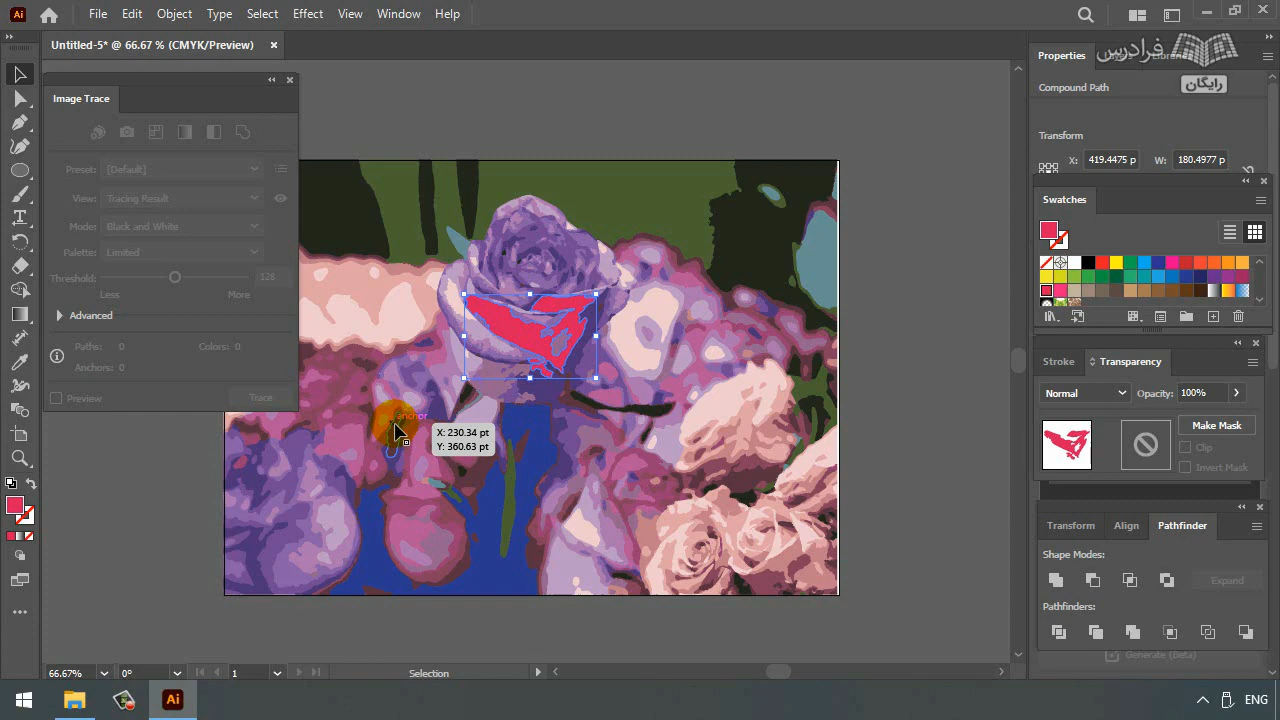 Ai
File
Edit
Object
Type
Select
Effect
View
Window
Help
Untitled-5* @ 66.67 % (CMYK/Preview)
Image Trace
Preset:
[Default]
View:
Tracing Result
Mode:
Black and White
Palette:
Limited
Threshold:
128
Less
More
Advanced
Paths:
0
Colors:
0
Anchors:
0
Preview
Trace
anchor
X: 230.34 pt
Y: 360.63 pt
فرادرس
رایگان
Properties
Compound Path
Transform
X:
419.4475 p
W:
180.4977 p
Swatches
Stroke
Transparency
Normal
Opacity:
100%
Make Mask
Clip
Invert Mask
Transform
Align
Pathfinder
Shape Modes:
Expand
Pathfinders:
Generate (Beta)
66.67%
0°
1
Selection
Ai
ENG